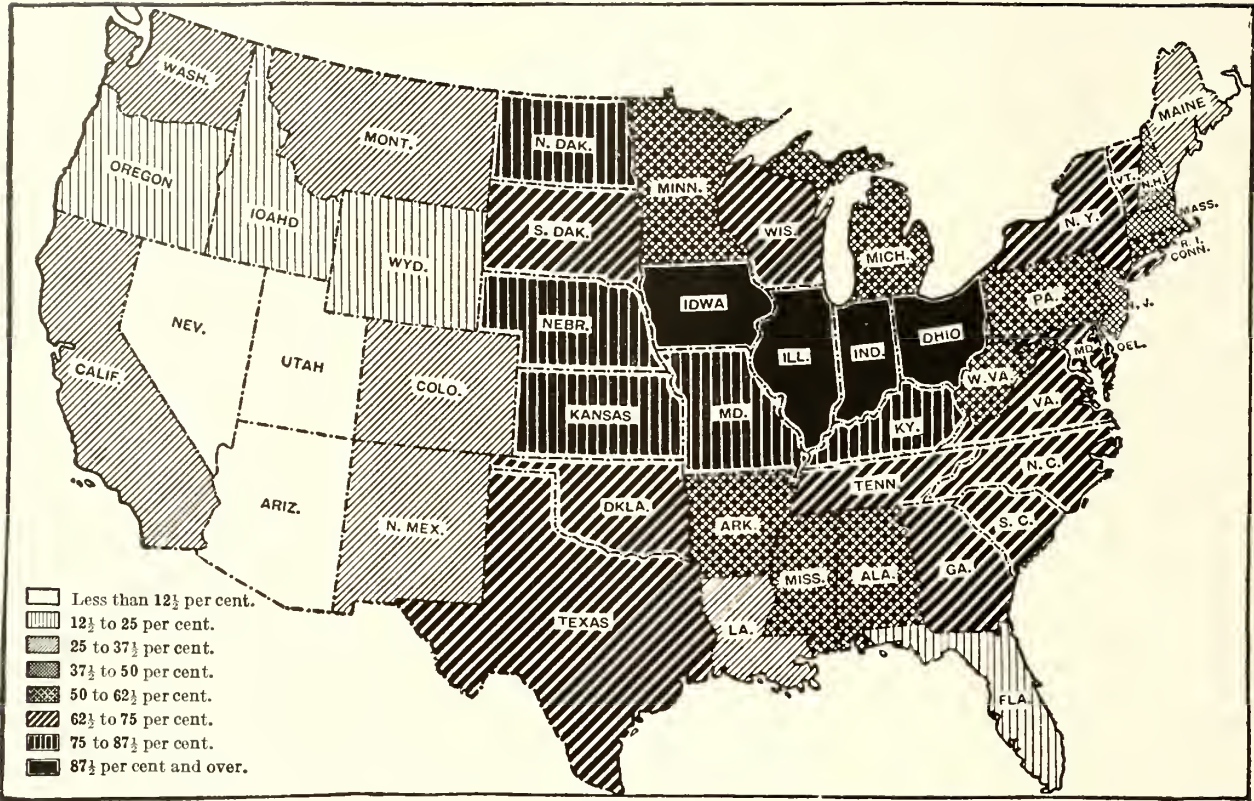 WASH.
MONT.
N. DAK.
MINN.
MAINE
OREGON
IOAHD
S. DAK.
WIS.
MICH.
VT.
N.H.
N. Y.
MASS.
R. I.
CONN.
WYD.
IDWA
NEBR.
PA.
N. J.
NEV.
UTAH
COLO.
CALIF.
ILL.
IND.
DHIO
MD.
DEL.
W. VA.
VA.
KANSAS
MD.
KY.
ARIZ.
N. MEX.
DKLA.
TENN.
N. C.
ARK.
S. C.
MISS.
ALA.
GA.
TEXAS
LA.
FLA.
Less than 12½ per cent.
12½ to 25 per cent.
25 to 37½ per cent.
37½ to 50 per cent.
50 to 62½ per cent.
62½ to 75 per cent.
75 to 87½ per cent.
87½ per cent and over.